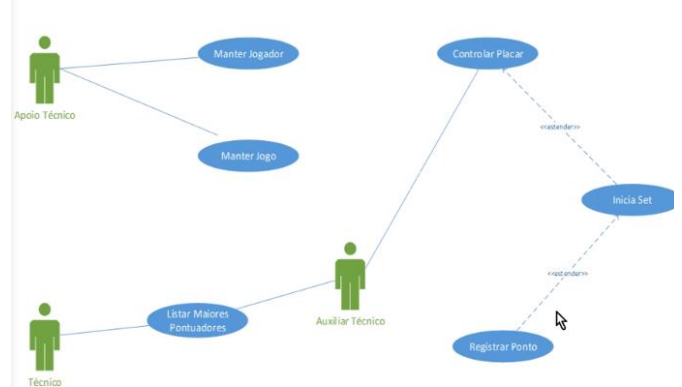 Manter Jogador
Controlar Placar
Apoio Técnico
<<estender>>
Manter Jogo
Inicia Set
<<estender>>
Listar Maiores
Pontuadores
Auxiliar Técnico
Registrar Ponto
Técnico